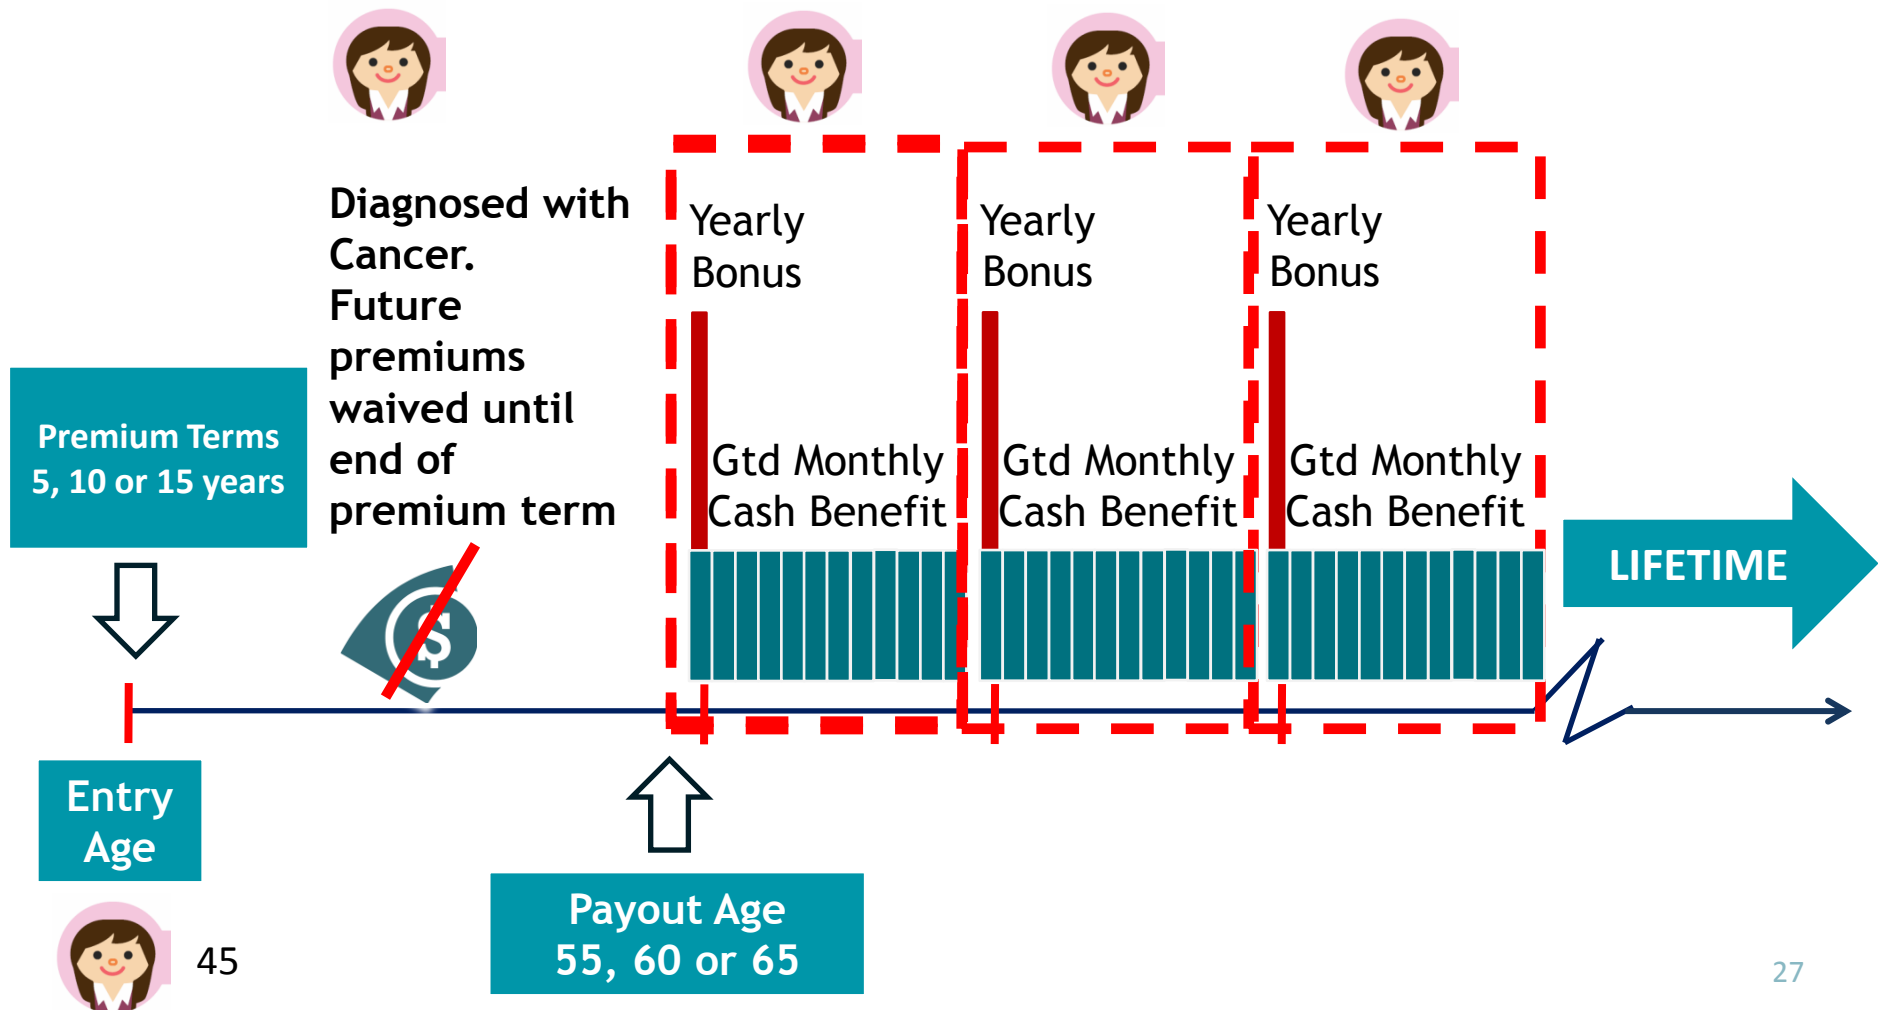 Diagnosed with
Cancer.
Future
premiums
waived until
end of
premium term
Premium Terms
5, 10 or 15 years
Yearly
Bonus
Gtd Monthly
Cash Benefit
Yearly
Bonus
Gtd Monthly
Cash Benefit
Yearly
Bonus
Gtd Monthly
Cash Benefit
LIFETIME
$
Entry
Age
45
Payout Age
55, 60 or 65
27